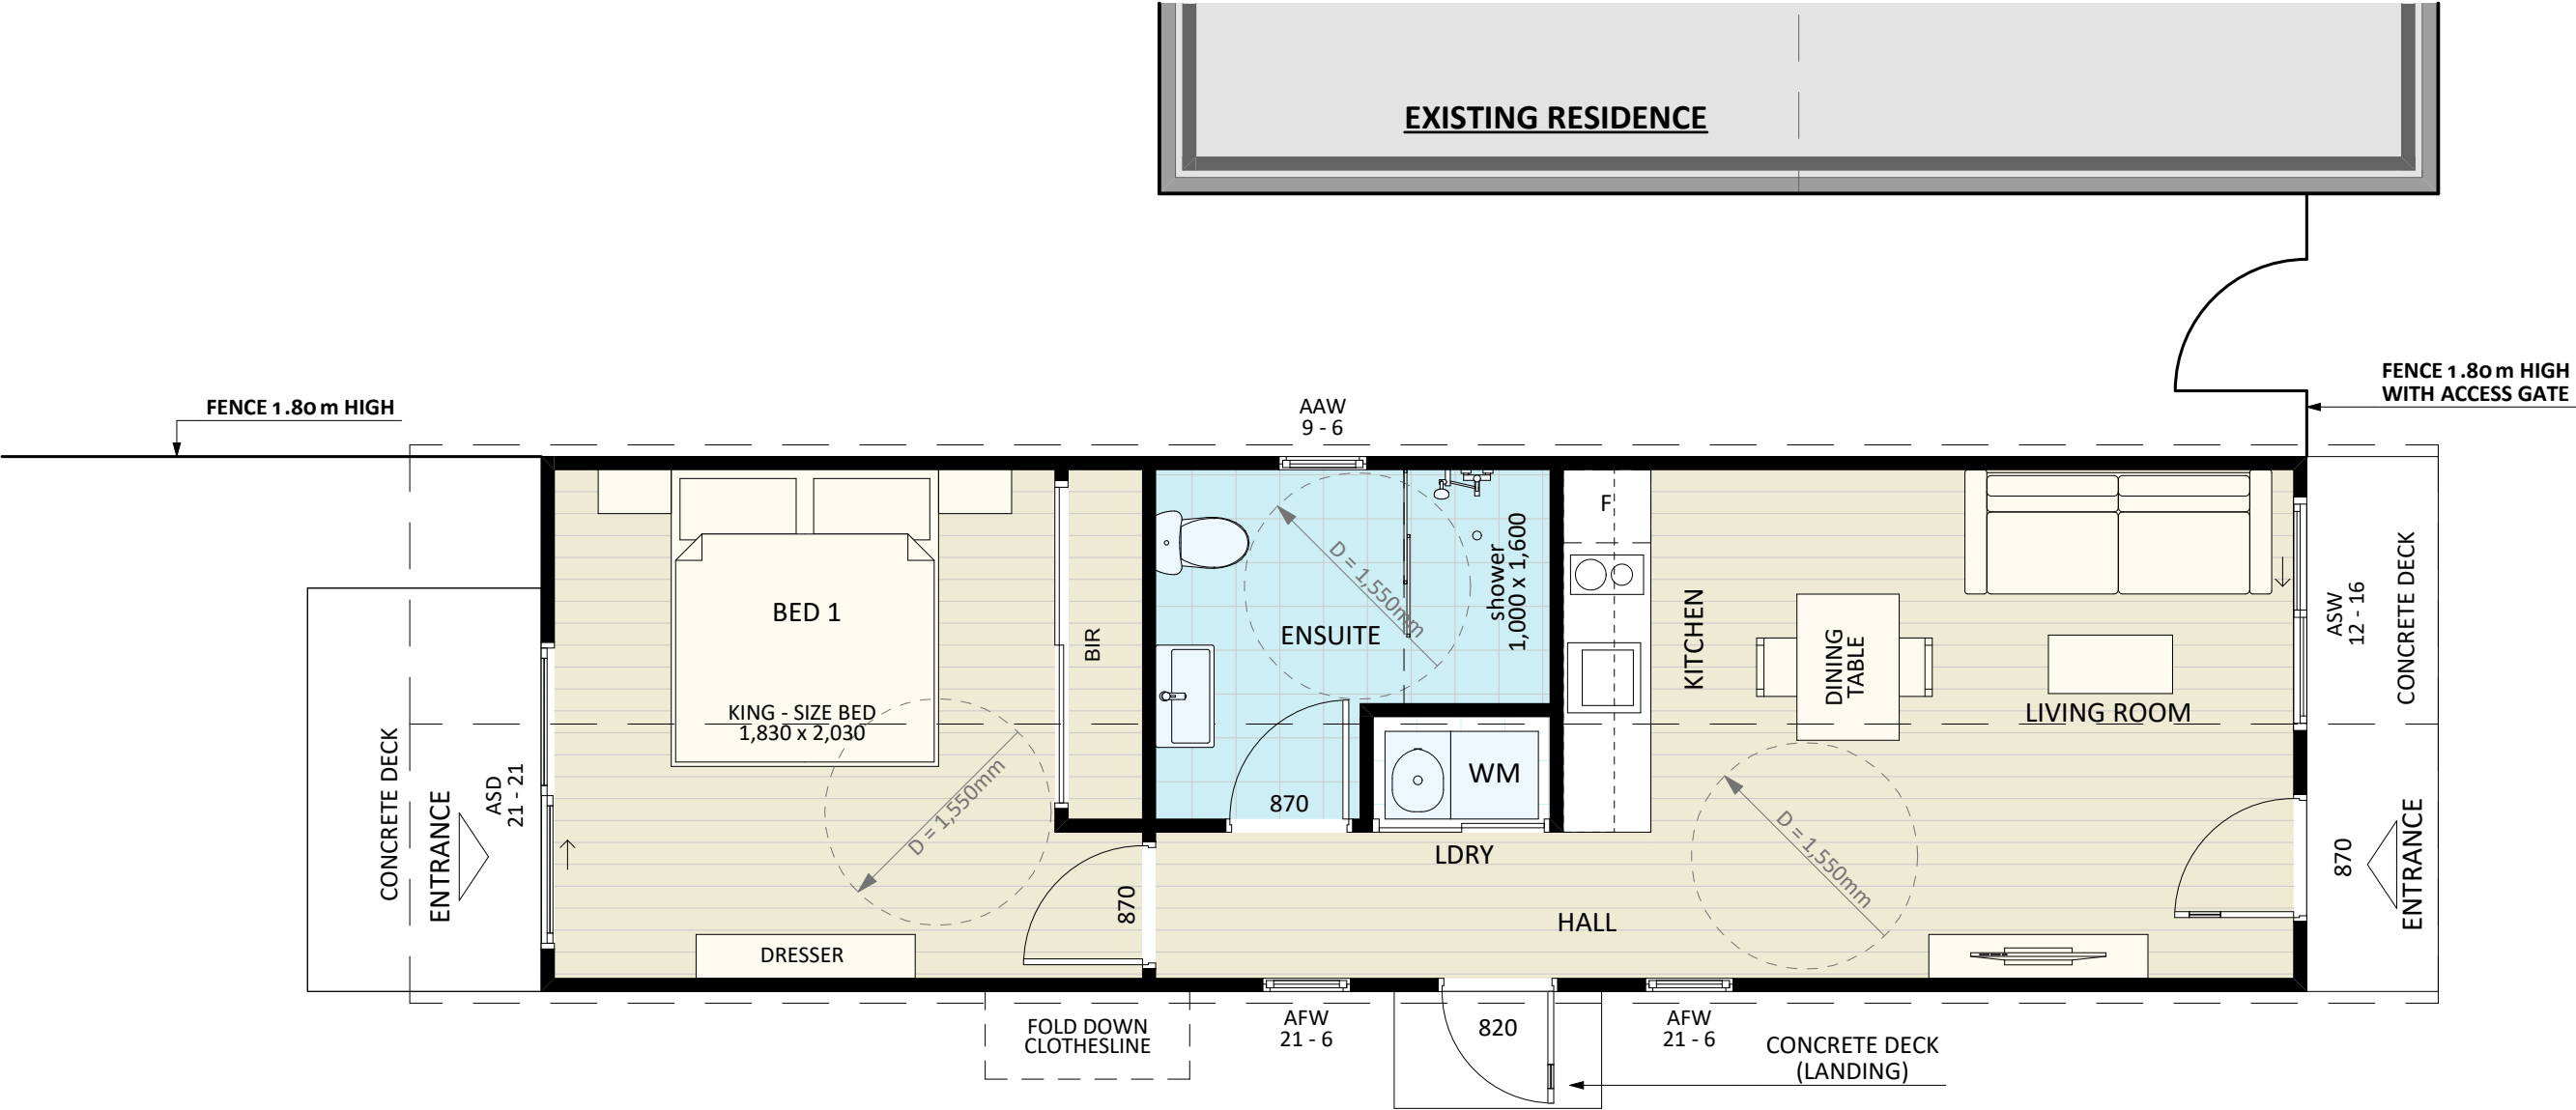 EXISTING RESIDENCE
FENCE 1.80 m HIGH
WITH ACCESS GATE
FENCE 1.80 m HIGH
AAW
9 - 6
F
D = 1,550mm
shower
1,000 x 1,600
BED 1
BIR
ENSUITE
KITCHEN
DINING
TABLE
LIVING ROOM
ASW
12 - 16
CONCRETE DECK
KING - SIZE BED
1,830 x 2,030
CONCRETE DECK
ENTRANCE
ASD
21 - 21
D = 1,550mm
870
WM
LDRY
D = 1,550mm
870
ENTRANCE
870
HALL
DRESSER
FOLD DOWN
CLOTHESLINE
AFW
21 - 6
820
AFW
21 - 6
CONCRETE DECK
(LANDING)